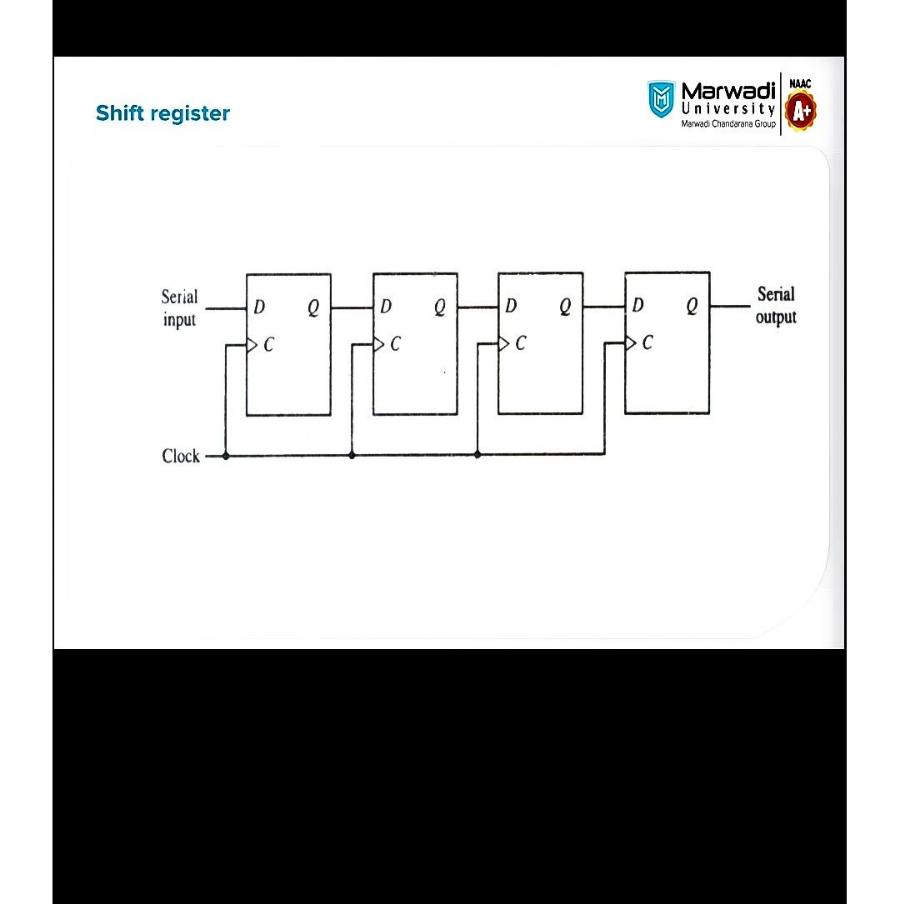 Shift register
Marwadi
University
Marwadi Chandarana Group
NAAC
A+
Serial
input
D Q
C
D Q
C
D Q
C
D Q
C
Serial
output
Clock